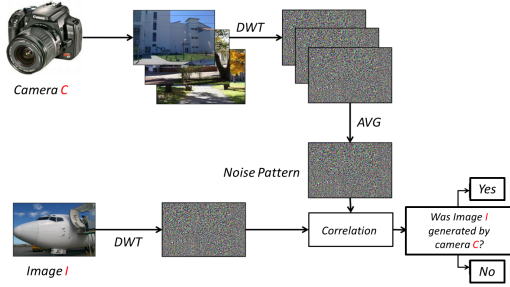 DWT
Camera C
AVG
Noise Pattern
Yes
Correlation
Was Image I
generated by
camera C?
DWT
Image I
No